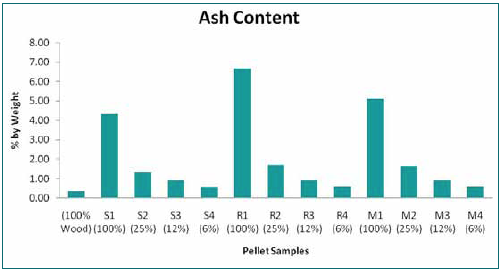 Ash Content
8.00
7.00
6.00
5.00
4.00
3.00
2.00
1.00
0.00
% by Weight
(100% S1 S2 S3 S4 R1 R2 R3 R4 M1 M2 M3 M4
Wood) (100%) (25%) (12%) (6%) (100%) (25%) (12%) (6%) (100%) (25%) (12%) (6%)
Pellet Samples